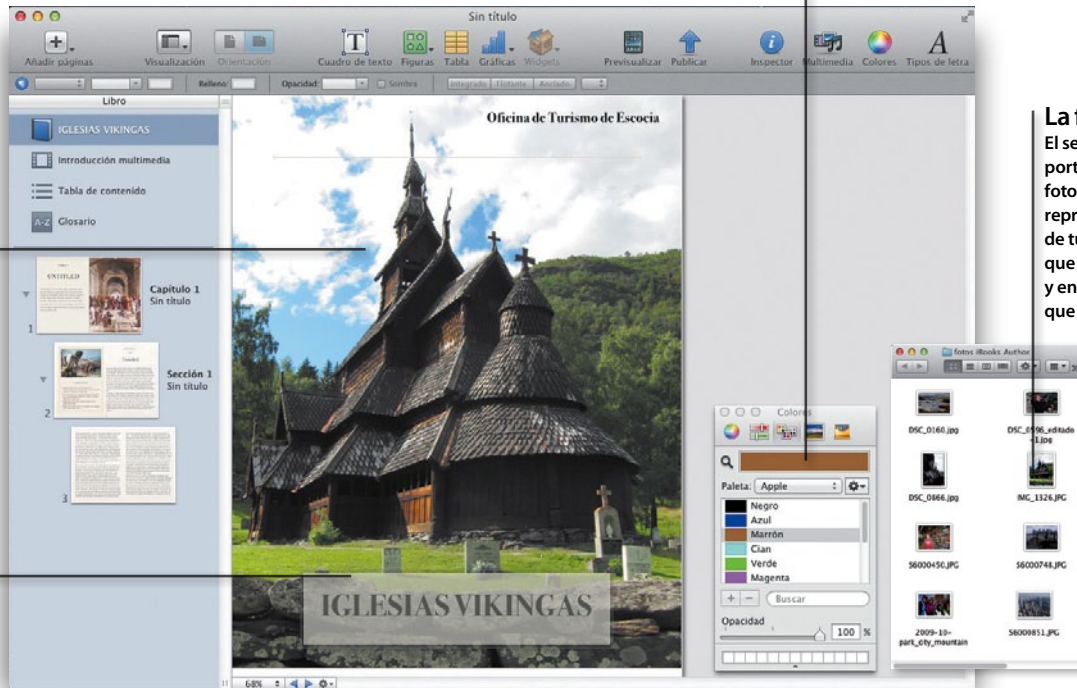 Sin título
Añadir páginas
Visualización
Orientación
Cuadro de texto
Figuras
Tabla
Gráficas
Widgets
Previsualizar
Publicar
Inspector
Multimedia
Colores
Tipos de letra
Relleno:
Opacidad:
Sombra
Integrado
Flotante
Anclado
Libro
IGLESIAS VIKINGAS
Introducción multimedia
Tabla de contenido
A-Z
Glosario
UNTITLED
Capítulo 1
Sin título
1
Sección 1
Sin título
2
3
Oficina de Turismo de Escocia
IGLESIAS VIKINGAS
68%
Colores
Paleta: Apple
Negro
Azul
Marrón
Cian
Verde
Magenta
Buscar
Opacidad
100 %
La f
El se
port
foto
repr
de tu
que
y en
que
fotos iBooks Author
DSC_0160.jpg
DSC_0596_editado
-1.jpg
DSC_0866.jpg
IMG_1326.JPG
S6000450.JPG
S6000748.JPG
2009-10-
park_city_mountain
S6000851.JPG